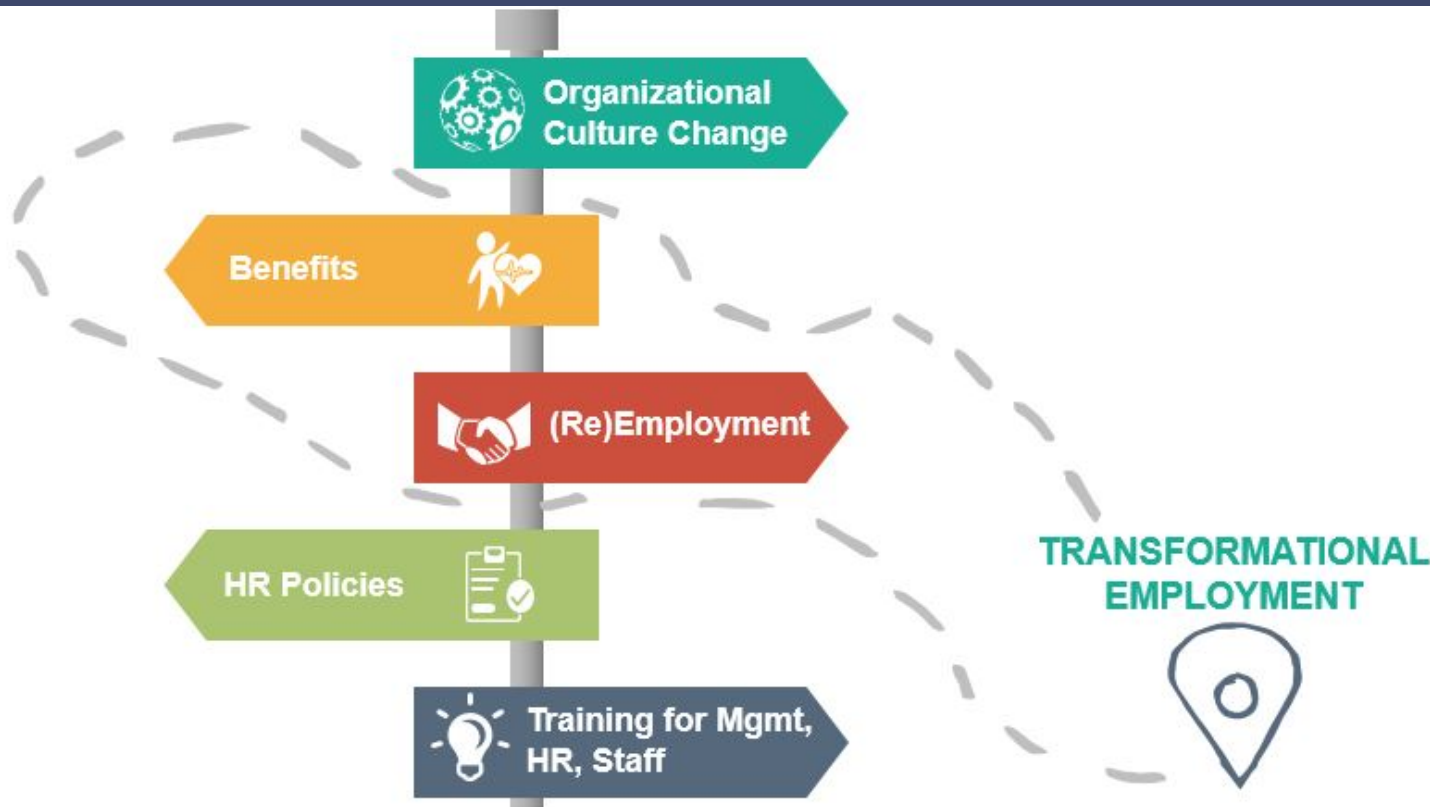 Organizational
Culture Change
Benefits
(Re)Employment
HR Policies
TRANSFORMATIONAL
EMPLOYMENT
Training for Mgmt,
HR, Staff